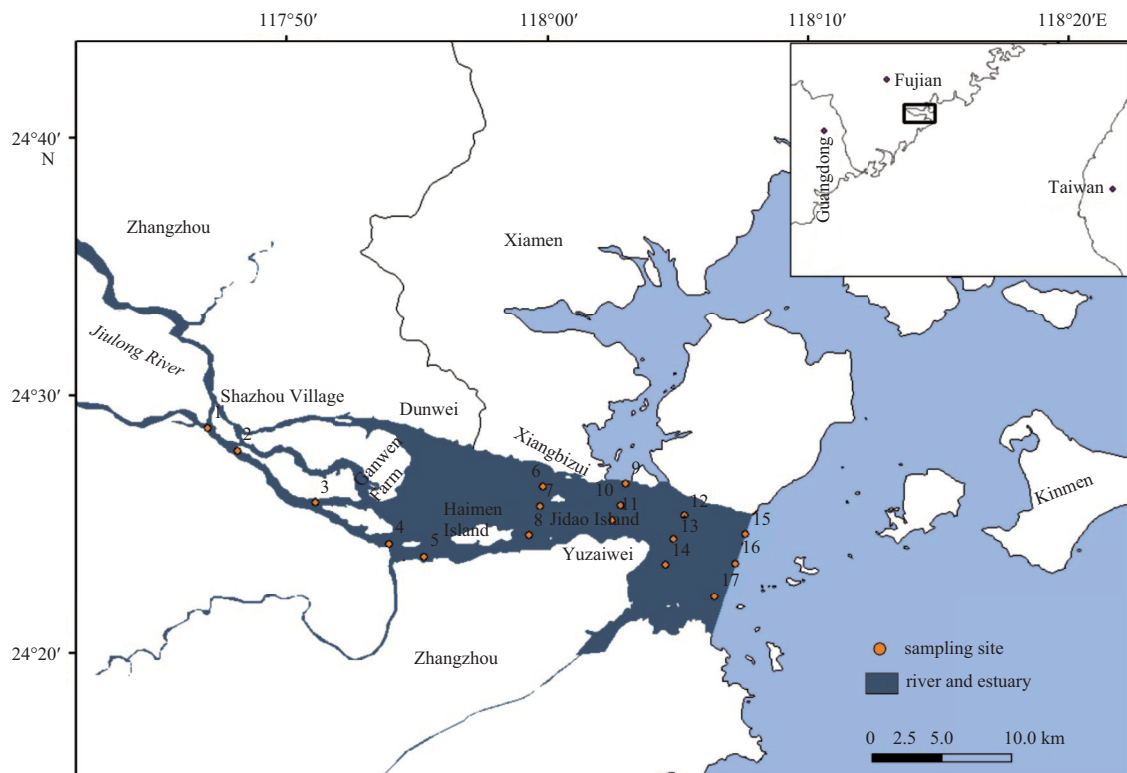 117°50′ 118°00′ 118°10′ 118°20′E
24°40′
N
24°30′
24°20′
Fujian
Guangdong
Taiwan
Zhangzhou
Xiamen
Jiulong River
Shazhou Village
Dunwei
Ganwen
Farm
Xiangbizui
Haimen
Island
Jidao Island
Yuzaiwei
Kinmen
Zhangzhou
1
2
3
4
5
6
7
8
9
10
11
12
13
14
15
16
17
sampling site
river and estuary
0 2.5 5.0 10.0 km